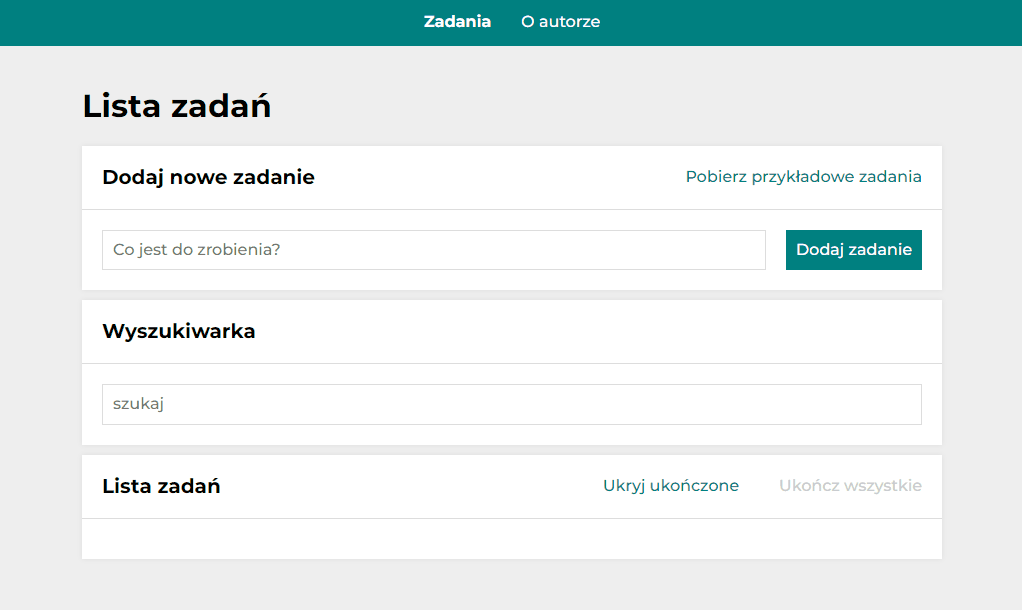 Zadania O autorze
Lista zadań
Dodaj nowe zadanie Pobierz przykładowe zadania
Co jest do zrobienia? Dodaj zadanie
Wyszukiwarka
szukaj
Lista zadań Ukryj ukończone Ukończ wszystkie